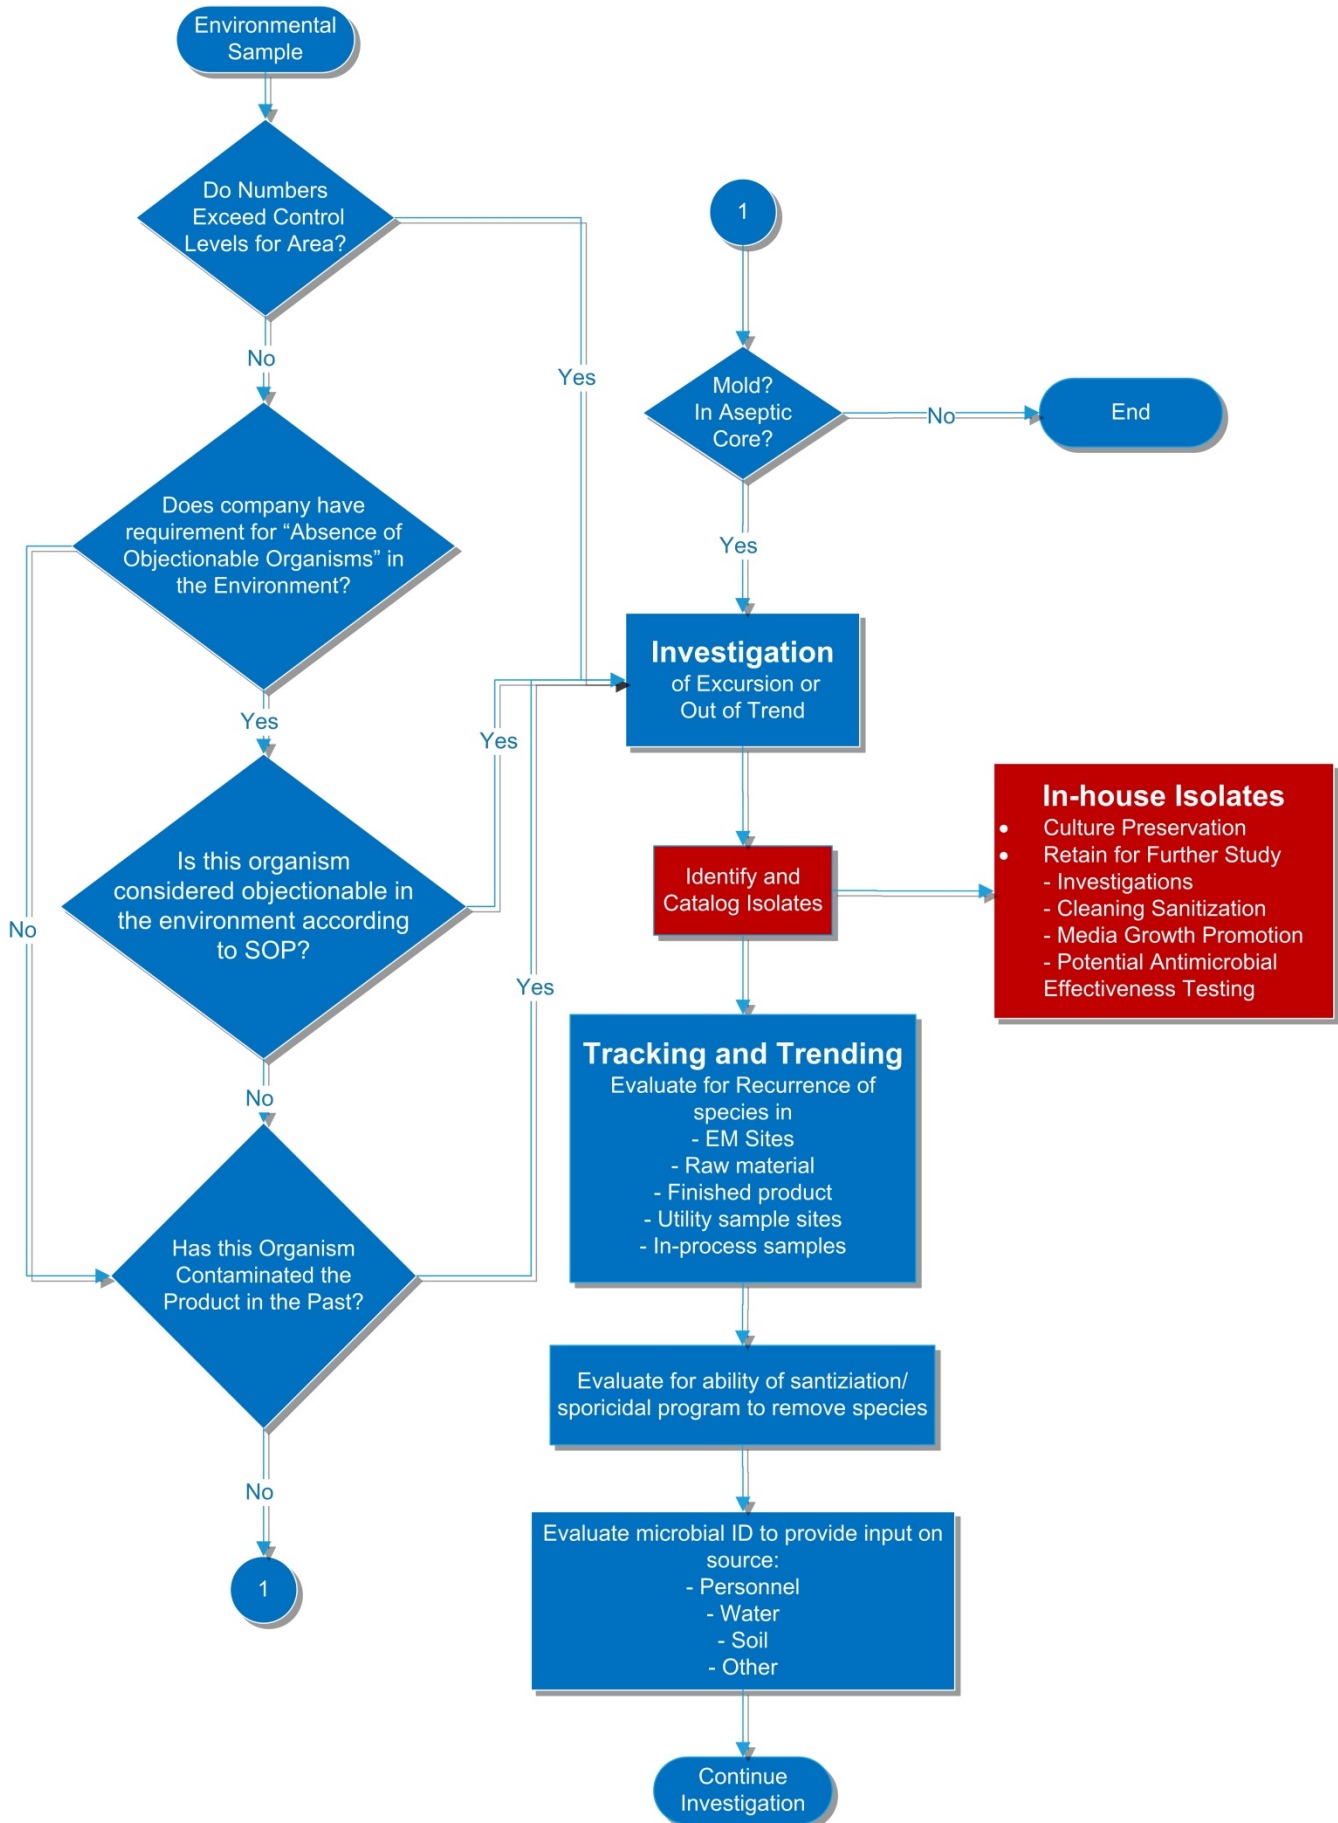 Environmental
Sample
Do Numbers
Exceed Control
Levels for Area?
No
Yes
Does company have
requirement for “Absence of
Objectionable Organisms” in
the Environment?
Yes
No
Is this organism
considered objectionable in
the environment according
to SOP?
Yes
No
Has this Organism
Contaminated the
Product in the Past?
Yes
No
1
1
Mold?
In Aseptic
Core?
No
End
Yes
Investigation
of Excursion or
Out of Trend
Identify and
Catalog Isolates
In-house Isolates
• Culture Preservation
• Retain for Further Study
- Investigations
- Cleaning Sanitization
- Media Growth Promotion
- Potential Antimicrobial
Effectiveness Testing
Tracking and Trending
Evaluate for Recurrence of
species in
- EM Sites
- Raw material
- Finished product
- Utility sample sites
- In-process samples
Evaluate for ability of santiziation/
sporicidal program to remove species
Evaluate microbial ID to provide input on
source:
- Personnel
- Water
- Soil
- Other
Continue
Investigation